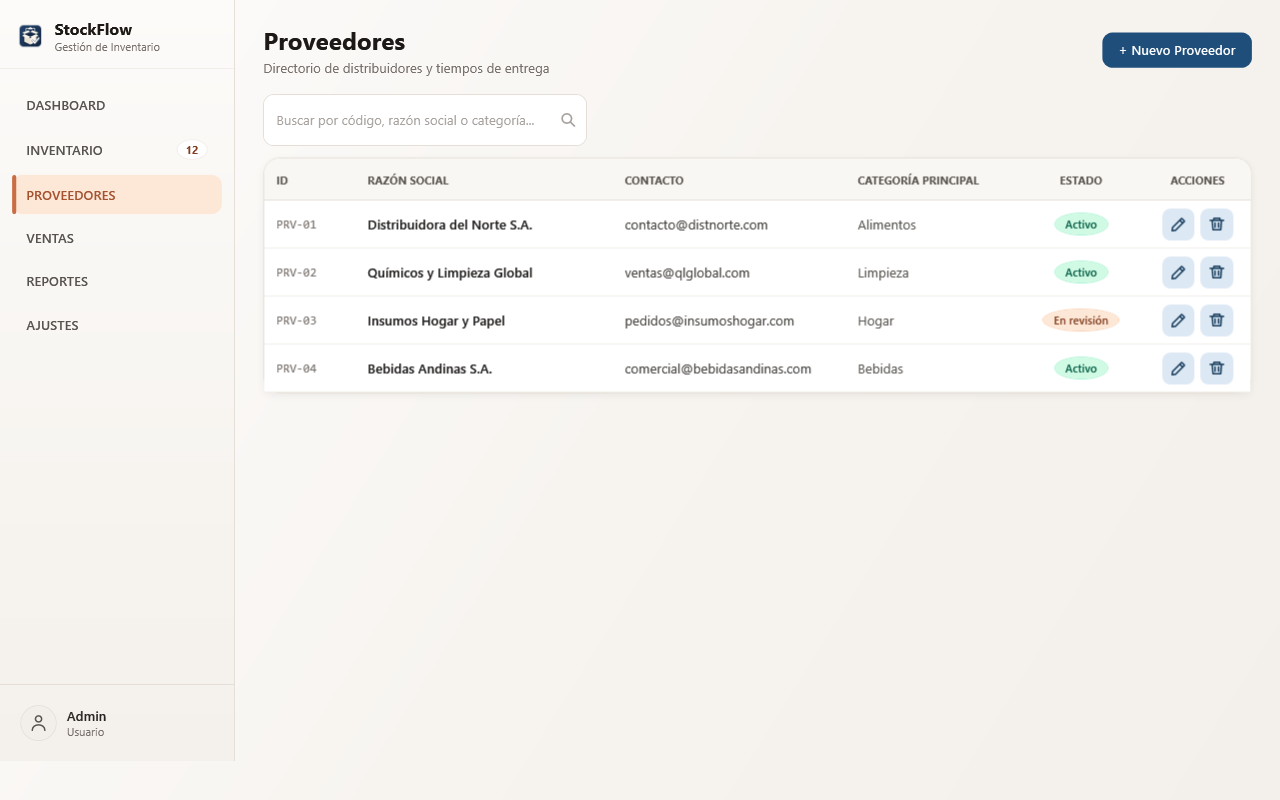 StockFlow
Gestión de Inventario
DASHBOARD
INVENTARIO 12
PROVEEDORES
VENTAS
REPORTES
AJUSTES
Admin
Usuario
Proveedores
Directorio de distribuidores y tiempos de entrega
+ Nuevo Proveedor
Buscar por código, razón social o categoría...
ID RAZÓN SOCIAL CONTACTO CATEGORÍA PRINCIPAL ESTADO ACCIONES
PRV-01 Distribuidora del Norte S.A. contacto@distnorte.com Alimentos Activo
PRV-02 Químicos y Limpieza Global ventas@qlglobal.com Limpieza Activo
PRV-03 Insumos Hogar y Papel pedidos@insumoshogar.com Hogar En revisión
PRV-04 Bebidas Andinas S.A. comercial@bebidasandinas.com Bebidas Activo